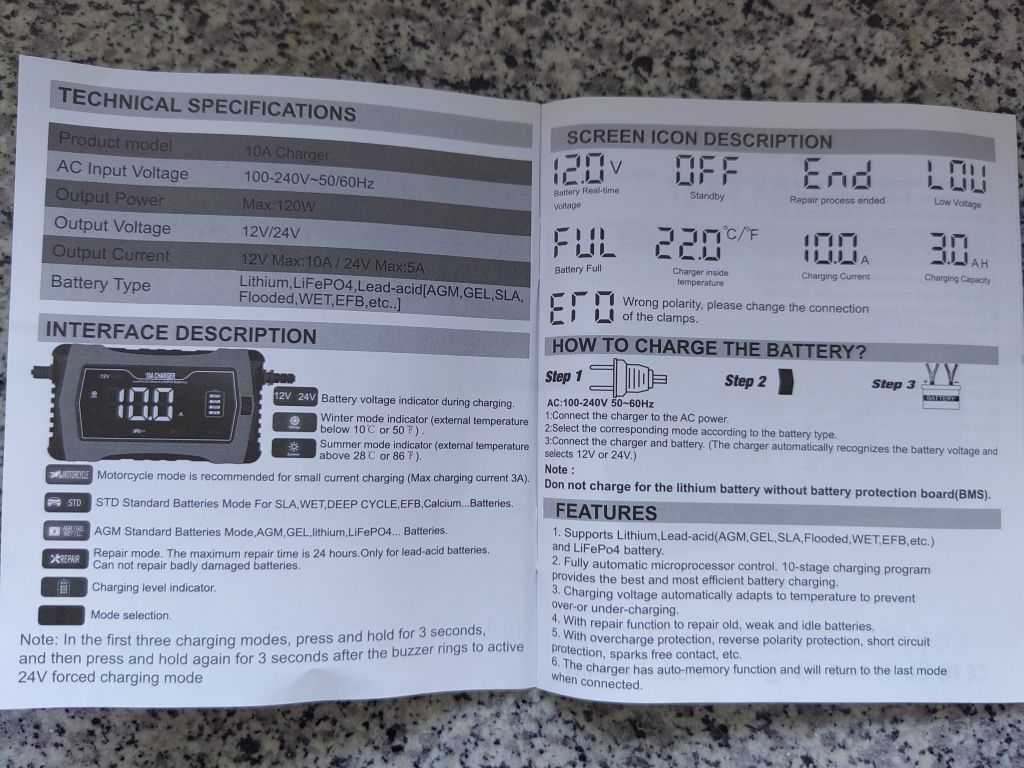 TECHNICAL SPECIFICATIONS
Product model 10A Charger
AC Input Voltage 100-240V~50/60Hz
Output Power Max:120W
Output Voltage 12V/24V
Output Current 12V Max:10A / 24V Max:5A
Battery Type Lithium,LiFePO4,Lead-acid[AGM,GEL,SLA,
Flooded,WET,EFB,etc..]
INTERFACE DESCRIPTION
12V
10A CHARGER
10.0 A
12V 24V Battery voltage indicator during charging.
Winter mode indicator (external temperature
below 10℃ or 50℉) .
Summer mode indicator (external temperature
above 28℃ or 86℉).
MOTORCYCLE Motorcycle mode is recommended for small current charging (Max charging current 3A).
STD STD Standard Batteries Mode For SLA,WET,DEEP CYCLE,EFB,Calcium...Batteries.
AGM Standard Batteries Mode,AGM,GEL,lithium,LiFePO4... Batteries.
REPAIR Repair mode. The maximum repair time is 24 hours.Only for lead-acid batteries.
Can not repair badly damaged batteries.
Charging level indicator.
Mode selection.
Note: In the first three charging modes, press and hold for 3 seconds,
and then press and hold again for 3 seconds after the buzzer rings to active
24V forced charging mode
SCREEN ICON DESCRIPTION
12.0 V OFF End LOU
Battery Real-time
Voltage
Standby
Repair process ended
Low Voltage
FUL 22.0 ℃/℉ 10.0 A 3.0 AH
Battery Full
Charger inside
temperature
Charging Current
Charging Capacity
ErO Wrong polarity, please change the connection
of the clamps.
HOW TO CHARGE THE BATTERY?
Step 1 Step 2 Step 3
BATTERY
AC:100-240V 50~60Hz
1:Connect the charger to the AC power.
2:Select the corresponding mode according to the battery type.
3:Connect the charger and battery. (The charger automatically recognizes the battery voltage and
selects 12V or 24V.)
Note :
Don not charge for the lithium battery without battery protection board(BMS).
FEATURES
1. Supports Lithium,Lead-acid(AGM,GEL,SLA,Flooded,WET,EFB,etc.)
and LiFePo4 battery.
2. Fully automatic microprocessor control. 10-stage charging program
provides the best and most efficient battery charging.
3. Charging voltage automatically adapts to temperature to prevent
over-or under-charging.
4. With repair function to repair old, weak and idle batteries.
5. With overcharge protection, reverse polarity protection, short circuit
protection, sparks free contact, etc.
6. The charger has auto-memory function and will return to the last mode
when connected.